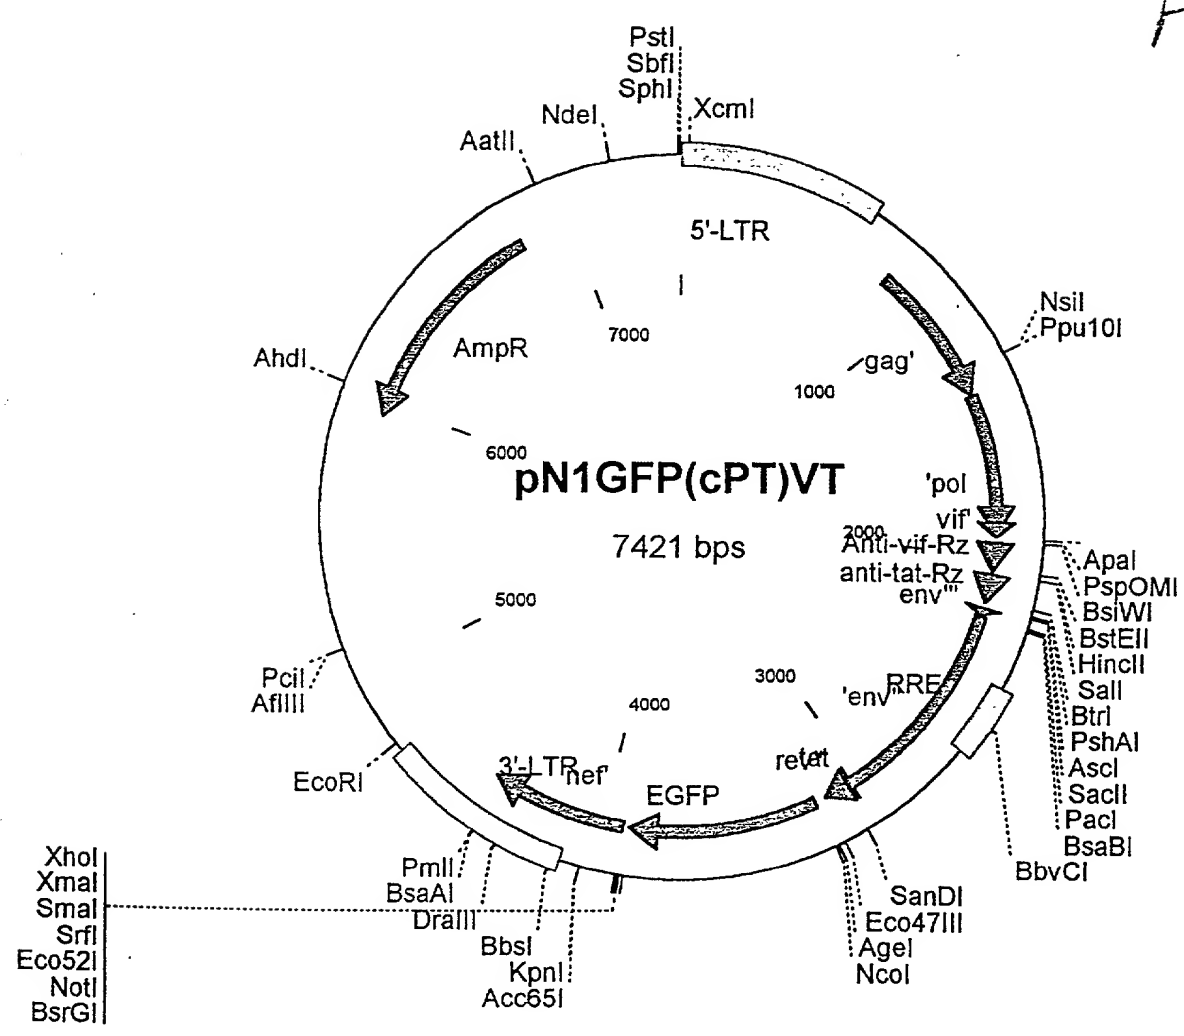 PstI
SbfI
SphI
XcmI
NdeI
AatII
5'-LTR
NsiI
Ppu10I
7000
AmpR
AhdI
gag'
1000
6000
pN1GFP(cPT)VT
'pol
vif'
2000
Anti-vif-Rz
7421 bps
ApaI
anti-tat-Rz
PspOMI
env'''
BsiWI
5000
BstEII
HincII
PciI
3000
RRE
SalI
'env''
AflIII
4000
BtrI
PshAI
3'-LTR
nef'
tat
AscI
EcoRI
EGFP
SacII
PacI
BsaBI
XhoI
PmlI
BbvCI
XmaI
BsaAI
SanDI
SmaI
DraIII
Eco47III
SrfI
BbsI
AgeI
Eco52I
KpnI
NcoI
NotI
Acc65I
BsrGI